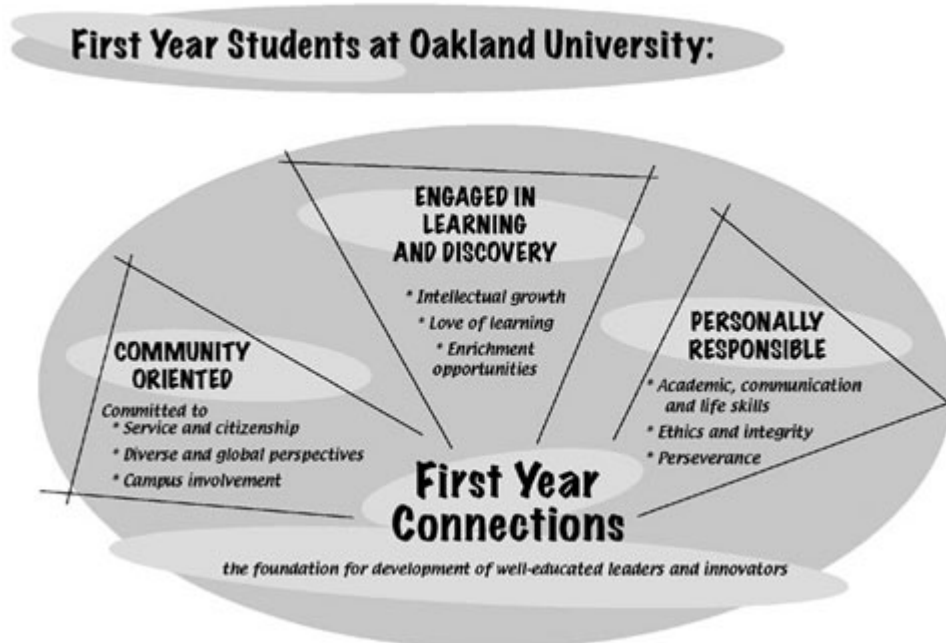 First Year Students at Oakland University:
ENGAGED IN
LEARNING
AND DISCOVERY
* Intellectual growth
* Love of learning
* Enrichment
opportunities
COMMUNITY
ORIENTED
Committed to
* Service and citizenship
* Diverse and global perspectives
* Campus involvement
PERSONALLY
RESPONSIBLE
* Academic, communication
and life skills
* Ethics and integrity
* Perseverance
First Year
Connections
the foundation for development of well-educated leaders and innovators